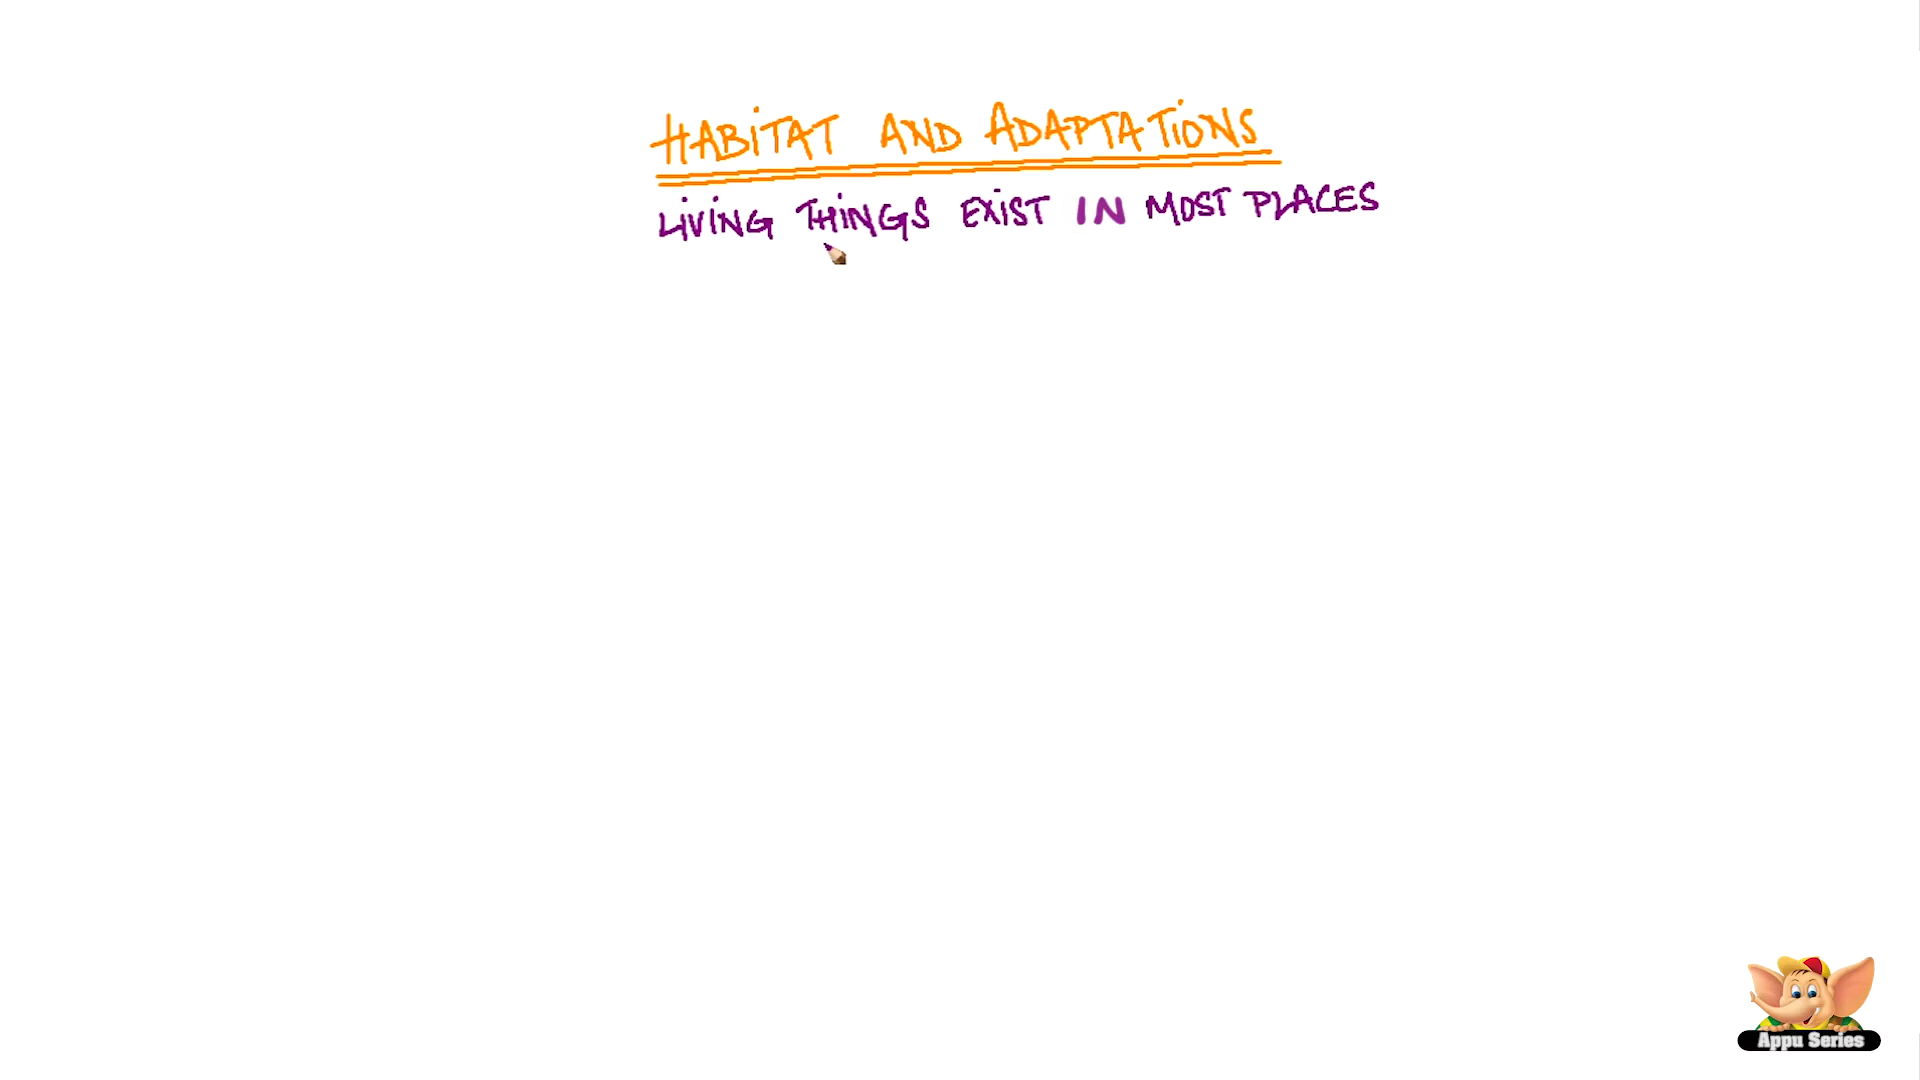 HABITAT AND ADAPTATIONS
LIVING THINGS EXIST IN MOST PLACES
Appu Series